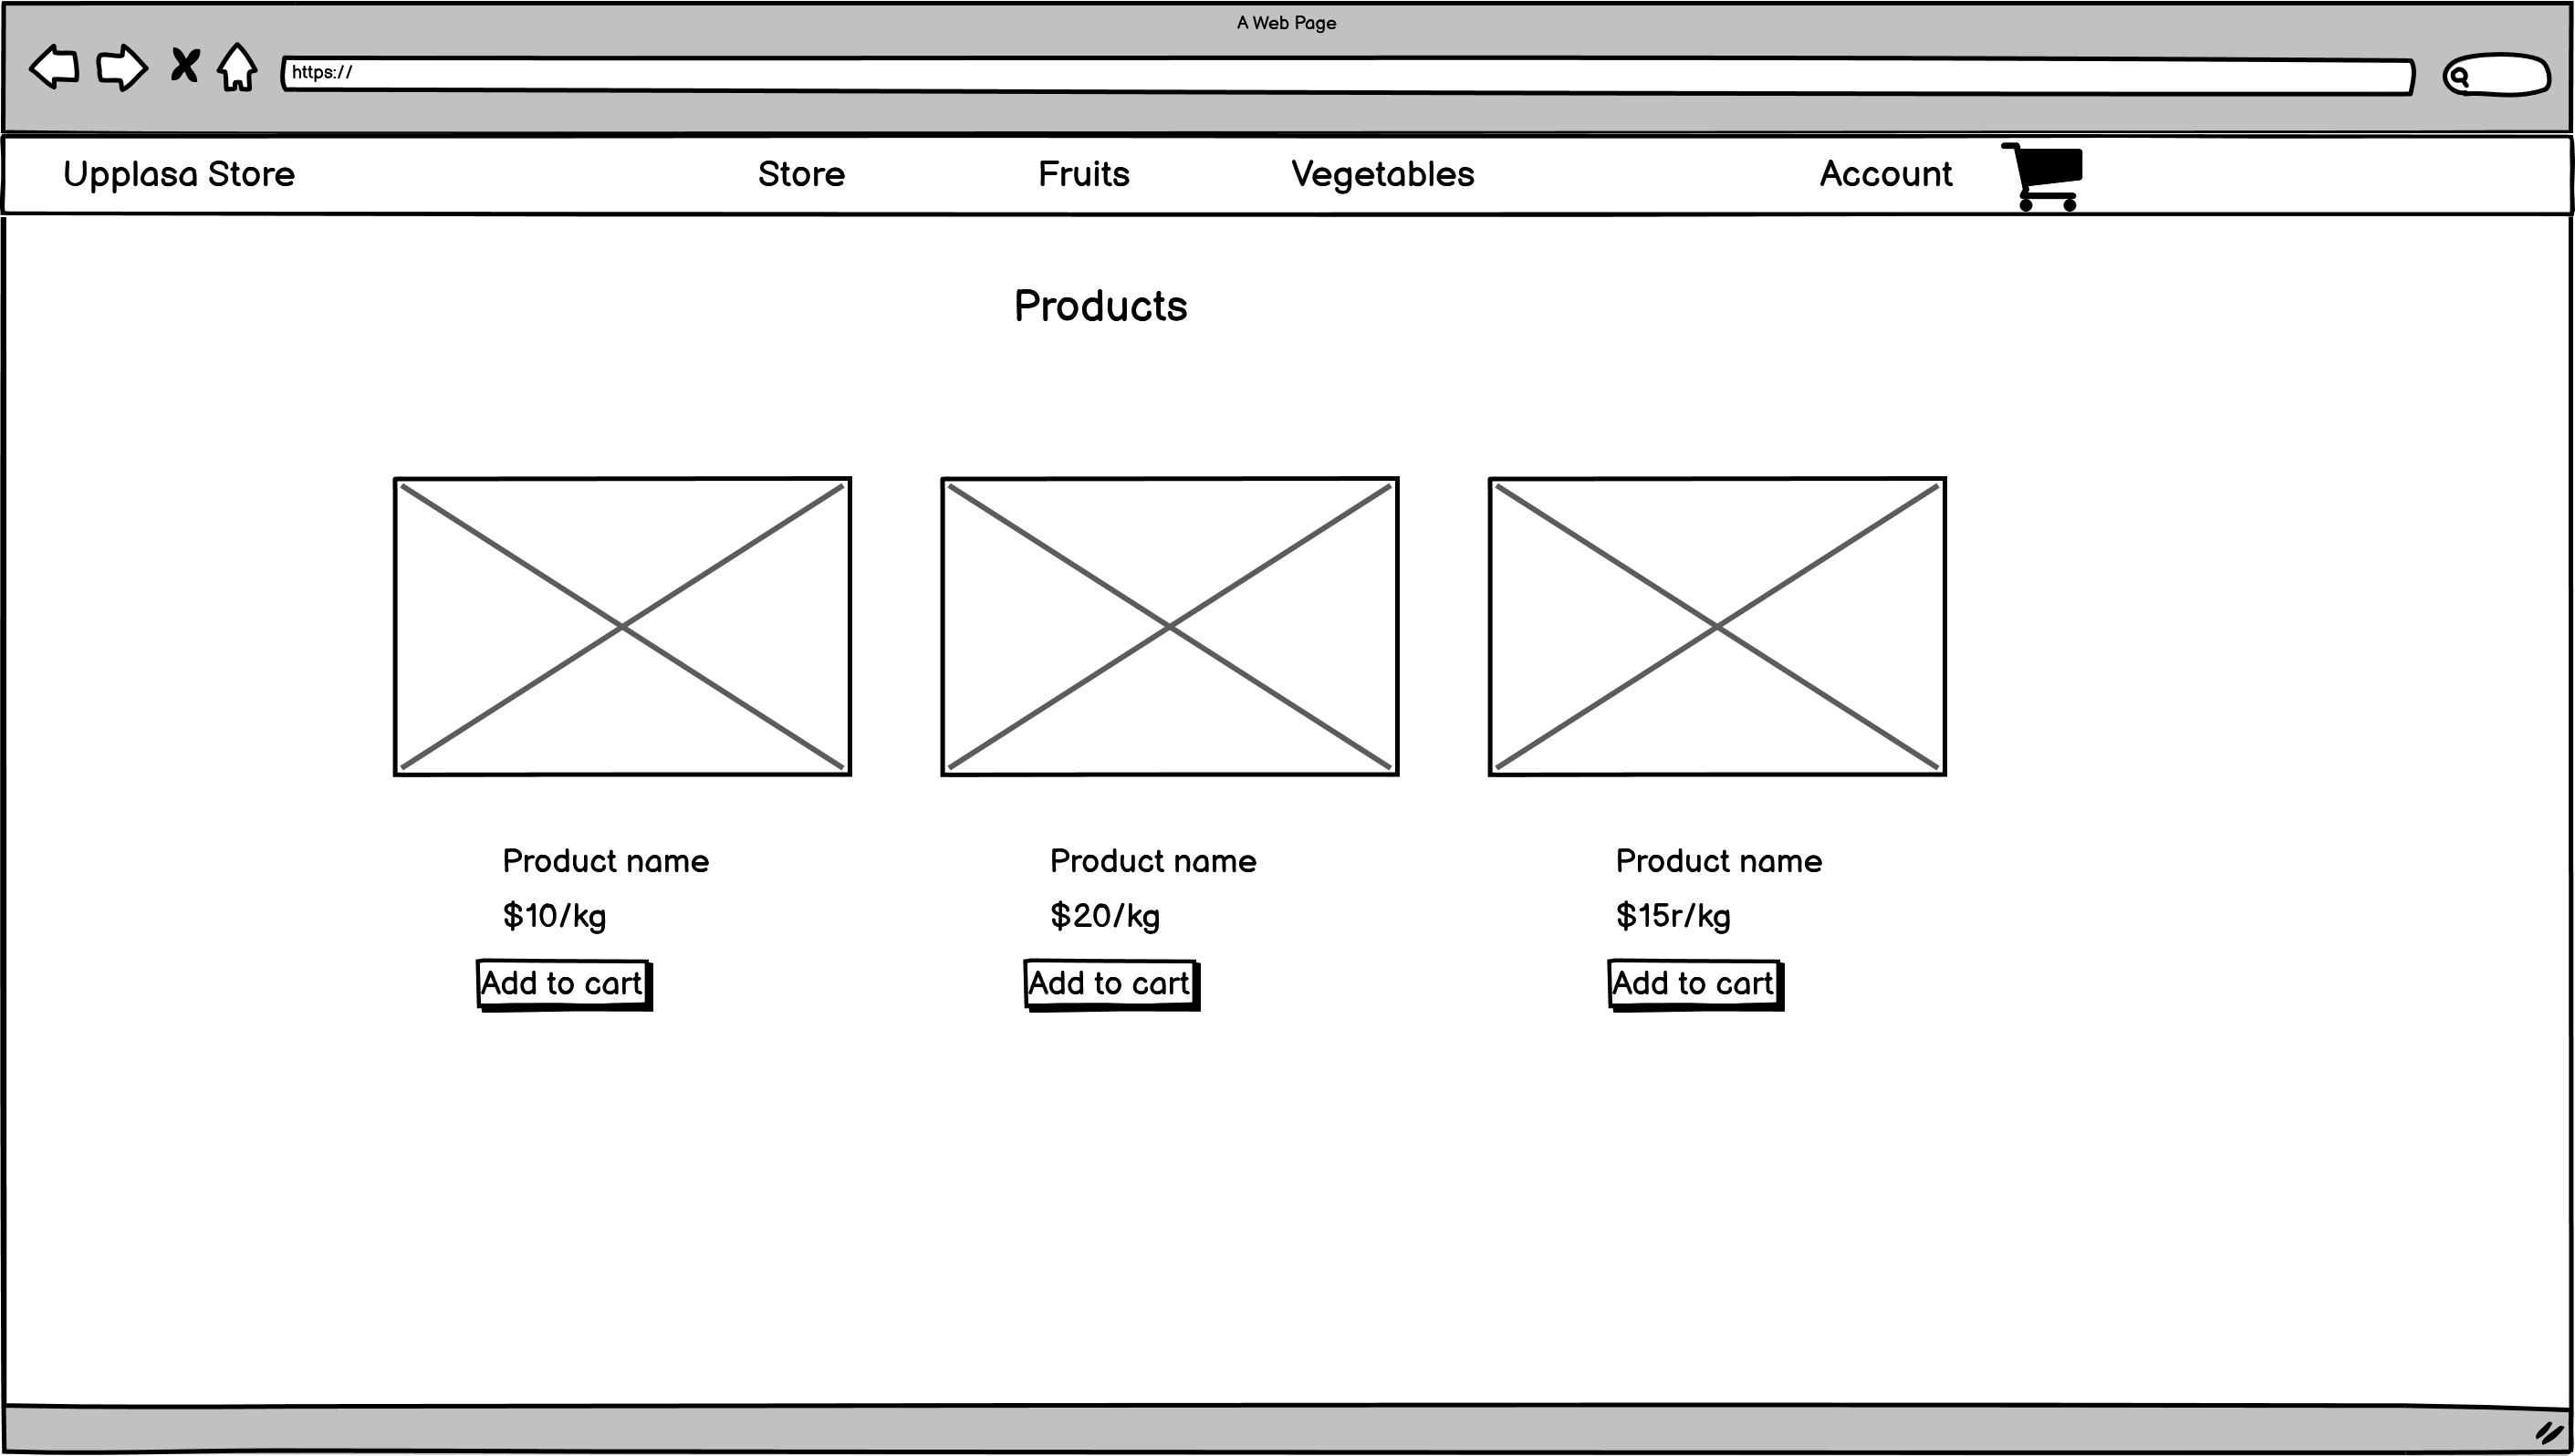 A Web Page
https://
Upplasa Store Store Fruits Vegetables Account
Products
Product name Product name Product name
$10/kg $20/kg $15r/kg
Add to cart Add to cart Add to cart